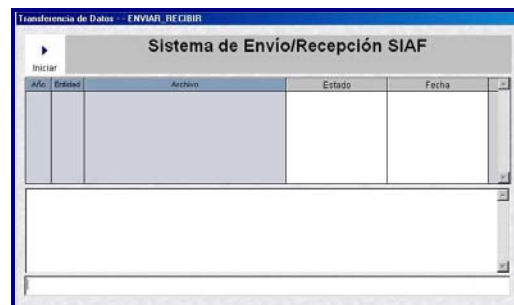 Transferencia de Datos - - ENVIAR_RECIBIR
Sistema de Envío/Recepción SIAF
Iniciar
Año Entidad Archivo Estado Fecha